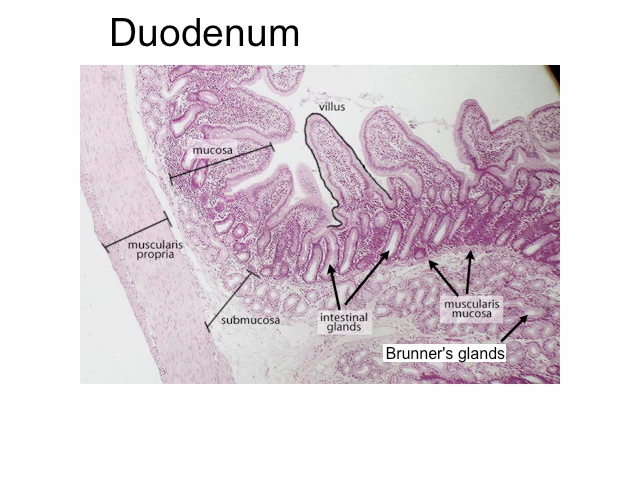 Duodenum
villus
mucosa
muscularis
propria
submucosa
intestinal
glands
muscularis
mucosa
Brunner's glands